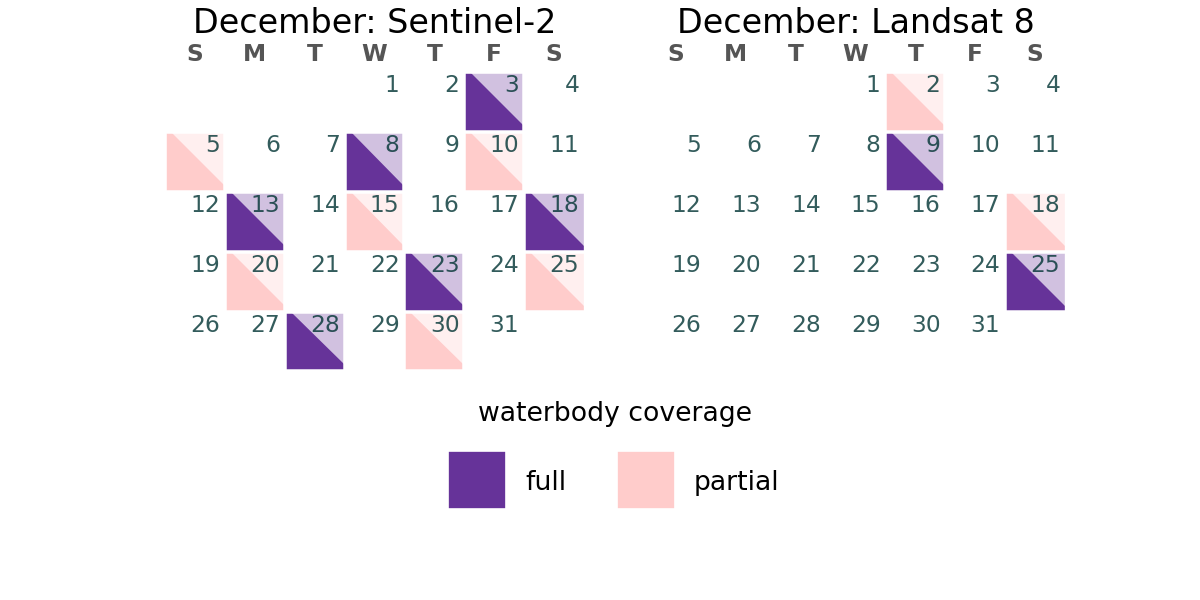 December: Sentinel-2
S M T W T F S
1 2 3 4
5 6 7 8 9 10 11
12 13 14 15 16 17 18
19 20 21 22 23 24 25
26 27 28 29 30 31
December: Landsat 8
S M T W T F S
1 2 3 4
5 6 7 8 9 10 11
12 13 14 15 16 17 18
19 20 21 22 23 24 25
26 27 28 29 30 31
waterbody coverage
full partial